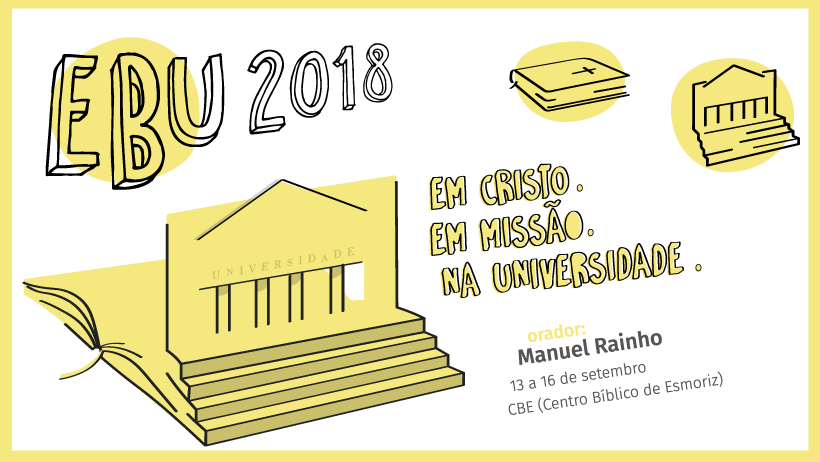 EBU 2018
EM CRISTO.
EM MISSÃO.
NA UNIVERSIDADE.
UNIVERSIDADE
orador:
Manuel Rainho
13 a 16 de setembro
CBE (Centro Bíblico de Esmoriz)